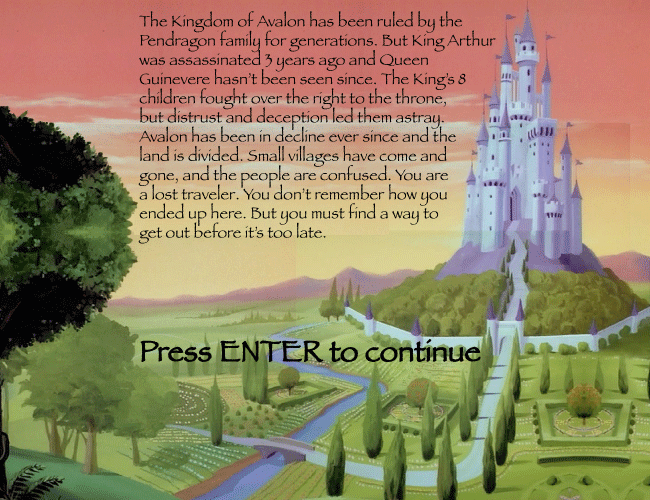 The Kingdom of Avalon has been ruled by the
Pendragon family for generations. But King Arthur
was assassinated 3 years ago and Queen
Guinevere hasn't been seen since. The King's 8
children fought over the right to the throne,
but distrust and deception led them astray.
Avalon has been in decline ever since and the
land is divided. Small villages have come and
gone, and the people are confused. You are
a lost traveler. You don't remember how you
ended up here. But you must find a way to
get out before it's too late.
Press ENTER to continue